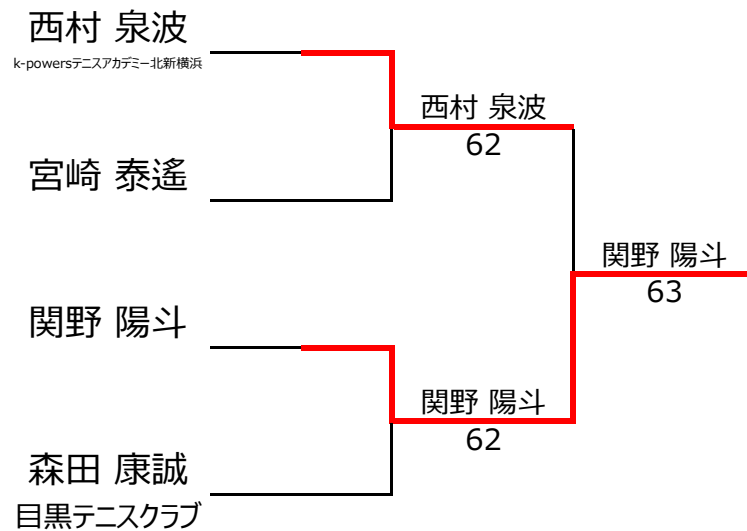 西村 泉波
k-powersテニスアカデミー北新横浜
西村 泉波
62
宮崎 泰遙
関野 陽斗
63
関野 陽斗
関野 陽斗
62
森田 康誠
目黒テニスクラブ